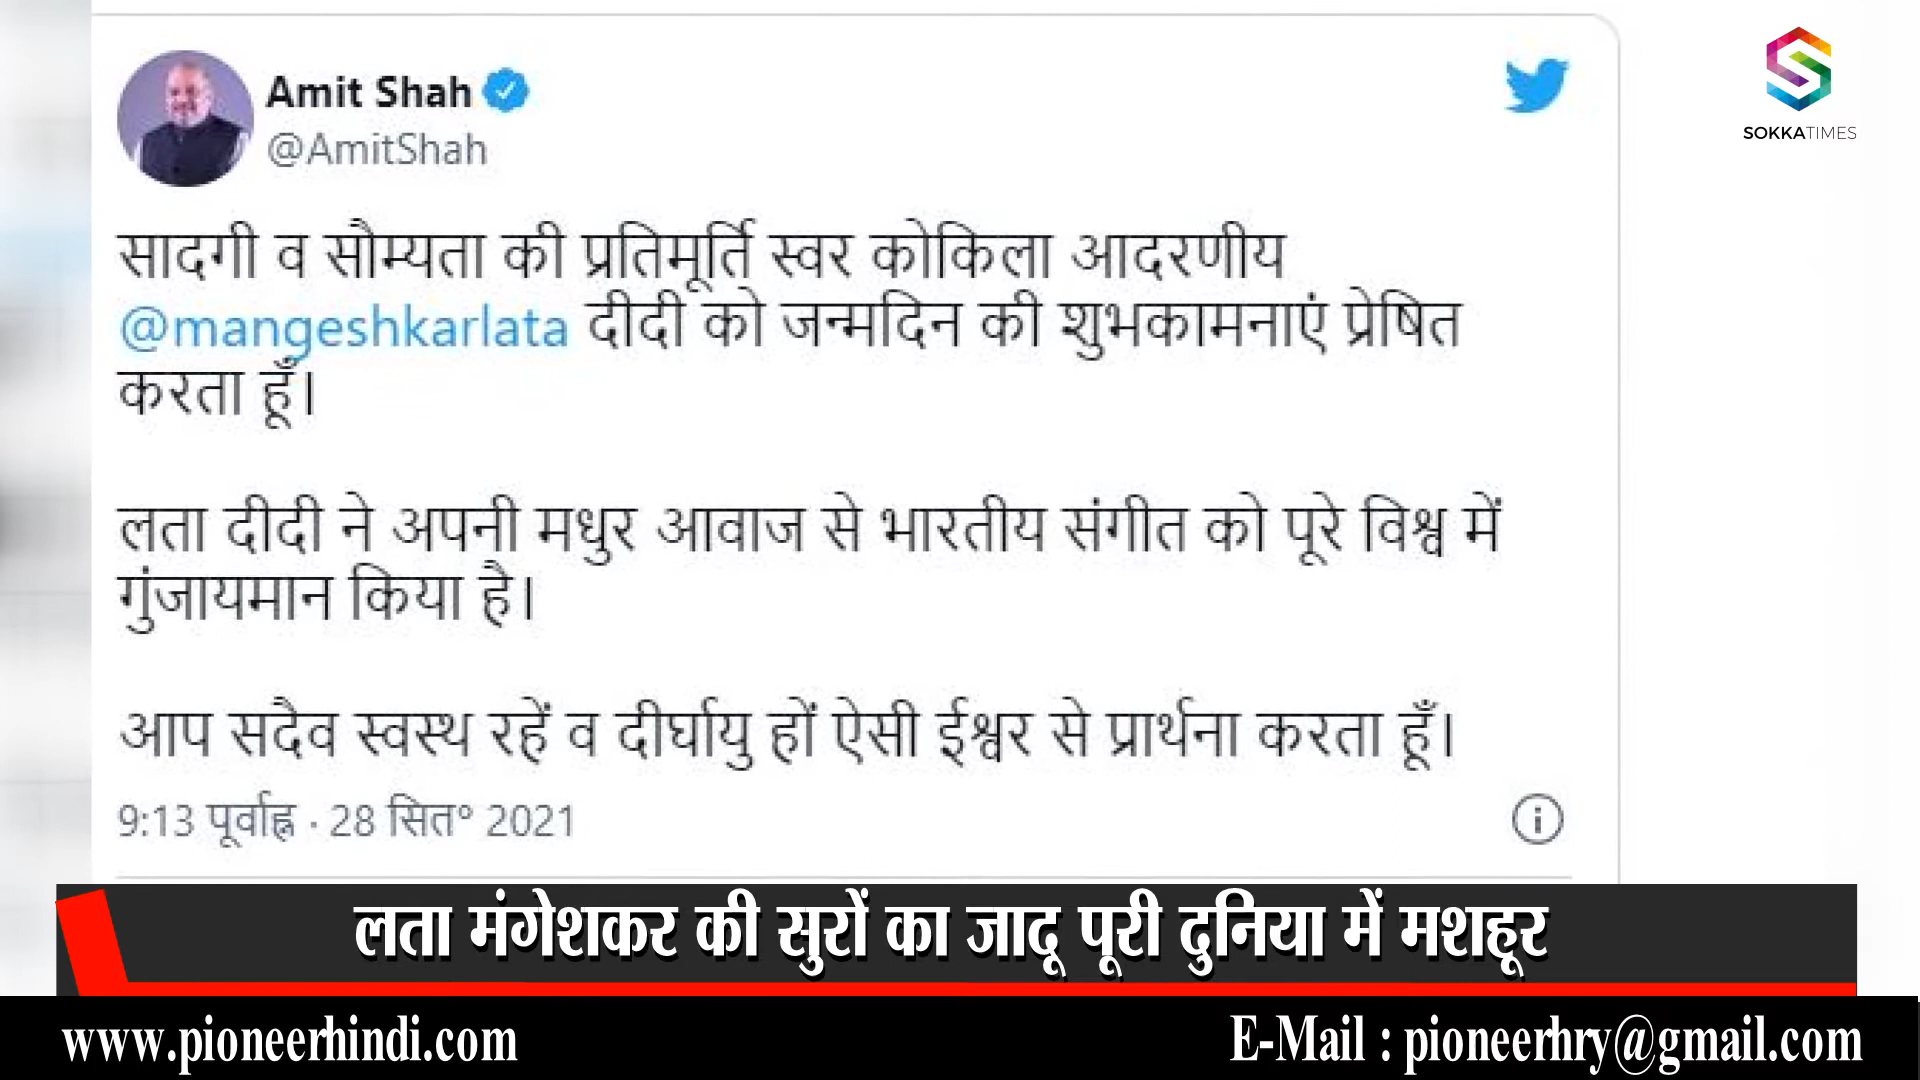 Amit Shah
@AmitShah
SOKKATIMES
सादगी व सौम्यता की प्रतिमूर्ति स्वर कोकिला आदरणीय
@mangeshkarlata दीदी को जन्मदिन की शुभकामनाएं प्रेषित
करता हूँ।
लता दीदी ने अपनी मधुर आवाज से भारतीय संगीत को पूरे विश्व में
गुंजायमान किया है।
आप सदैव स्वस्थ रहें व दीर्घायु हों ऐसी ईश्वर से प्रार्थना करता हूँ।
9:13 पूर्वाह्न · 28 सित° 2021
लता मंगेशकर की सुरों का जादू पूरी दुनिया में मशहूर
www.pioneerhindi.com
E-Mail : pioneerhry@gmail.com